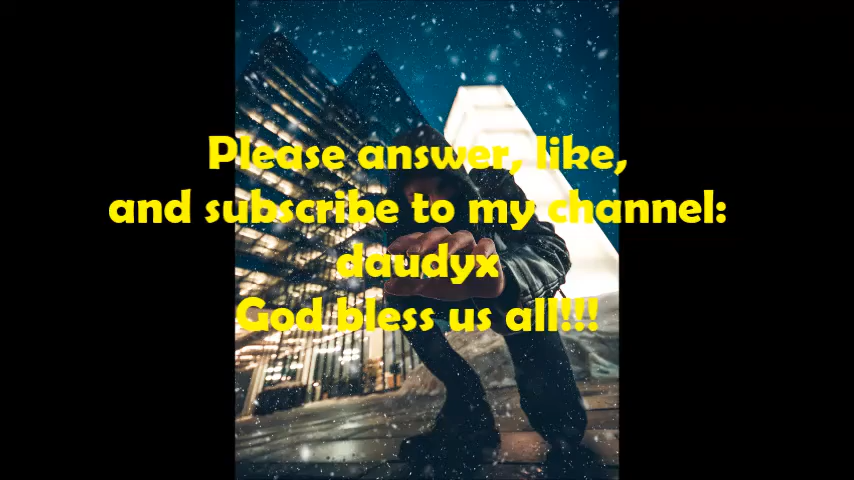 Please answer, like,
and subscribe to my channel:
daudyx
God bless us all!!!